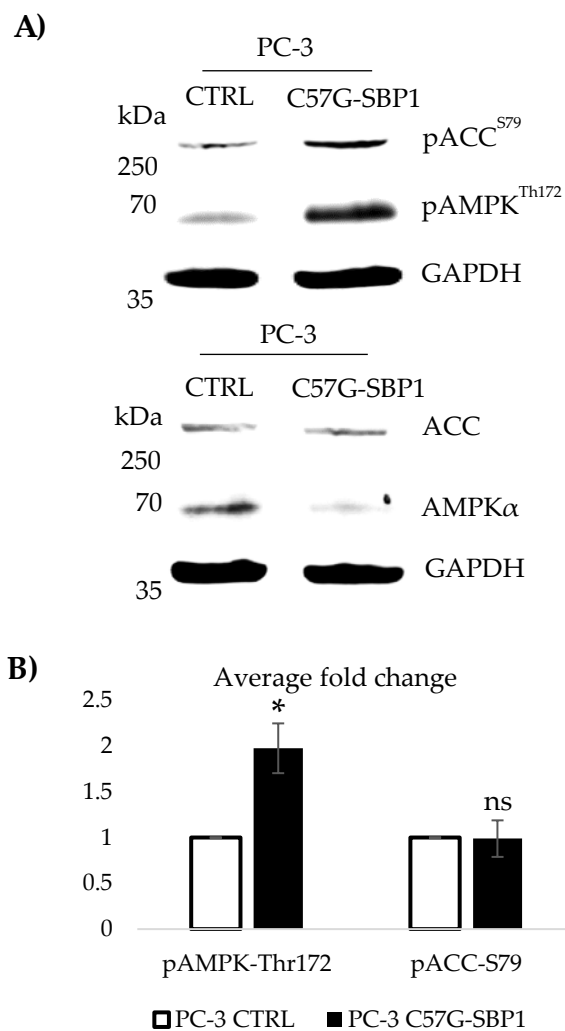 A)
PC-3
CTRL C57G-SBP1
kDa
pACC^S79
250
70
pAMPK^Th172
GAPDH
35
PC-3
CTRL C57G-SBP1
kDa
ACC
250
70
AMPKα
GAPDH
35
B)
Average fold change
2.5
*
2
1.5
ns
1
0.5
0
pAMPK-Thr172 pACC-S79
PC-3 CTRL PC-3 C57G-SBP1